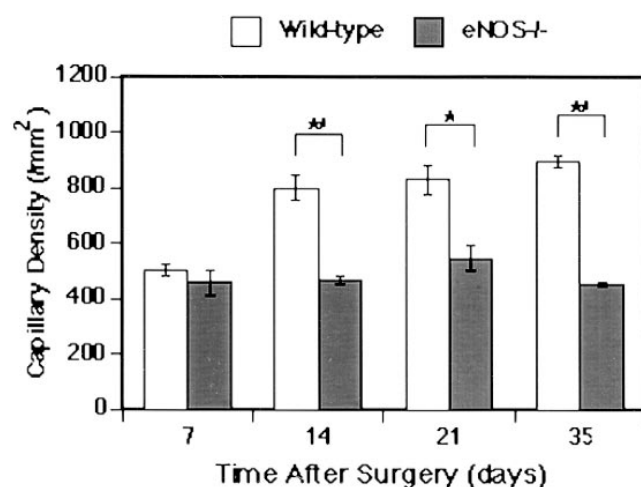 Wild-type eNOS-/-
1200
1000
800
600
400
200
0
Capillary Density (/mm²)
7 14 21 35
Time After Surgery (days)